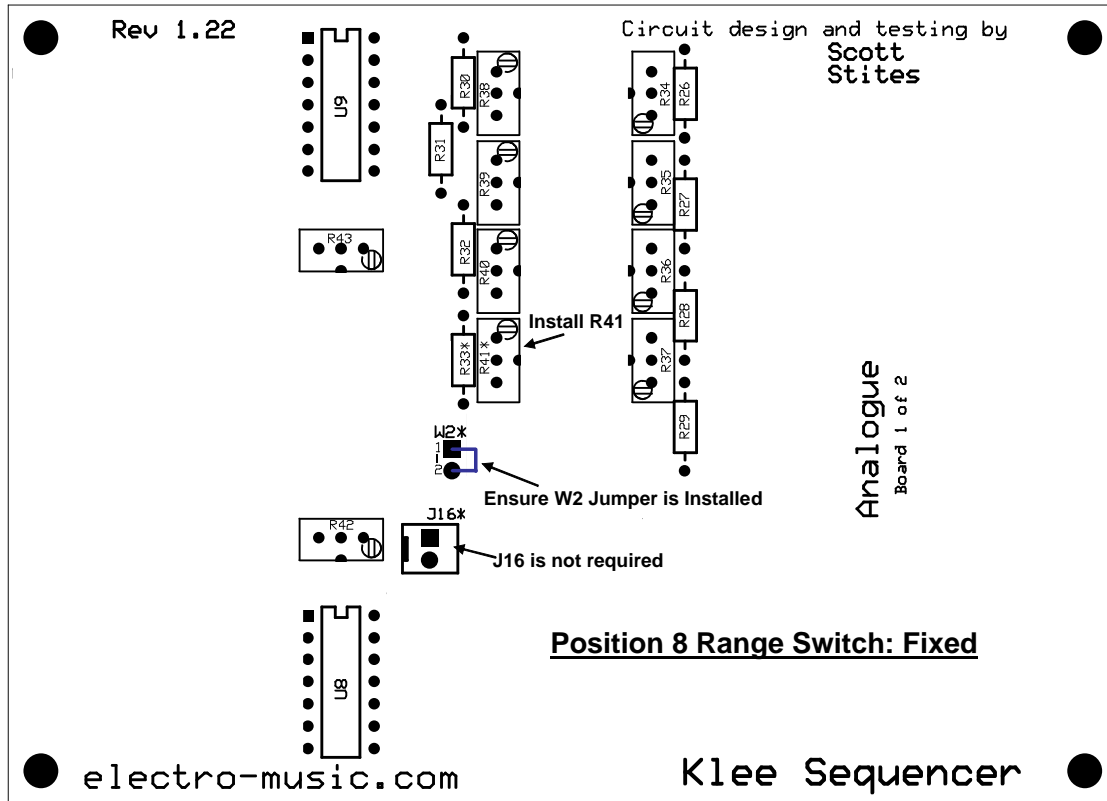 Rev 1.22
Circuit design and testing by
Scott
Stites
U9
R30
R38
R34
R26
R31
R39
R35
R27
R43
R32
R40
R36
R28
Install R41
R33*
R41*
R37
R29
Analogue
Board 1 of 2
W2*
1
2
Ensure W2 Jumper is Installed
J16*
R42
J16 is not required
Position 8 Range Switch: Fixed
U8
electro-music.com
Klee Sequencer